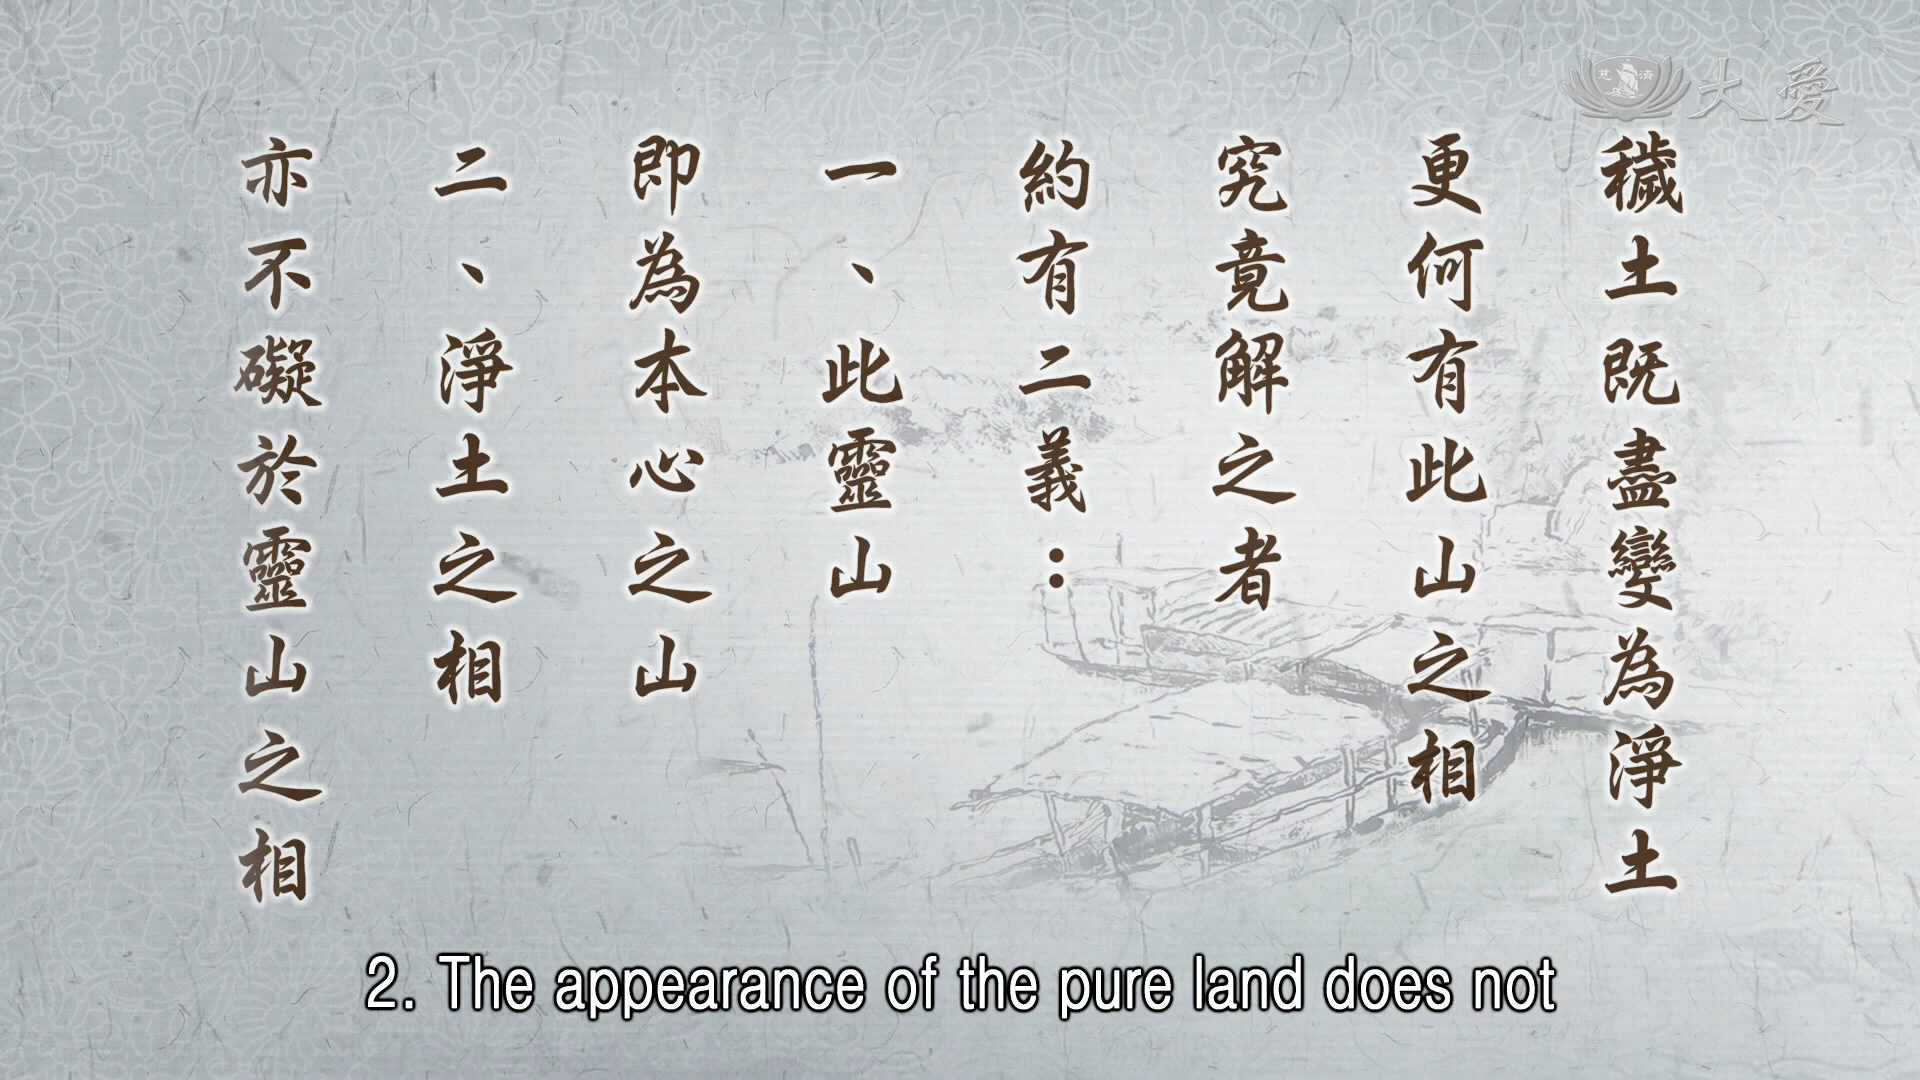 大愛
慈濟
穢土既盡變為淨土
更何有此山之相
究竟解之者
約有二義：
一、此靈山
即為本心之山
二、淨土之相
亦不礙於靈山之相
2. The appearance of the pure land does not